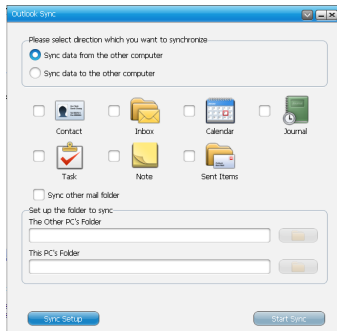 Outlook Sync
Please select direction which you want to synchronize
Sync data from the other computer
Sync data to the other computer
Contact Inbox Calendar Journal
Task Note Sent Items
Sync other mail folder
Set up the folder to sync
The Other PC's Folder
This PC's Folder
Sync Setup Start Sync